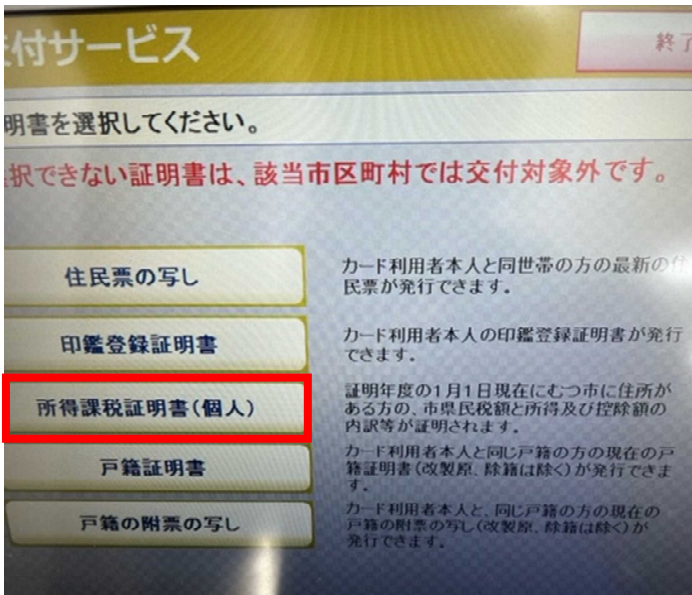 付サービス
終了
明書を選択してください。
択できない証明書は、該当市区町村では交付対象外です。
住民票の写し
カード利用者本人と同世帯の方の最新の住
民票が発行できます。
印鑑登録証明書
カード利用者本人の印鑑登録証明書が発行
できます。
所得課税証明書(個人)
証明年度の1月1日現在にむつ市に住所が
ある方の、市県民税額と所得及び控除額の
内訳等が証明されます。
戸籍証明書
カード利用者本人と同じ戸籍の方の現在の戸
籍証明書(改製原、除籍は除く)が発行できま
す。
戸籍の附票の写し
カード利用者本人と、同じ戸籍の方の現在の
戸籍の附票の写し(改製原、除籍は除く)が
発行できます。